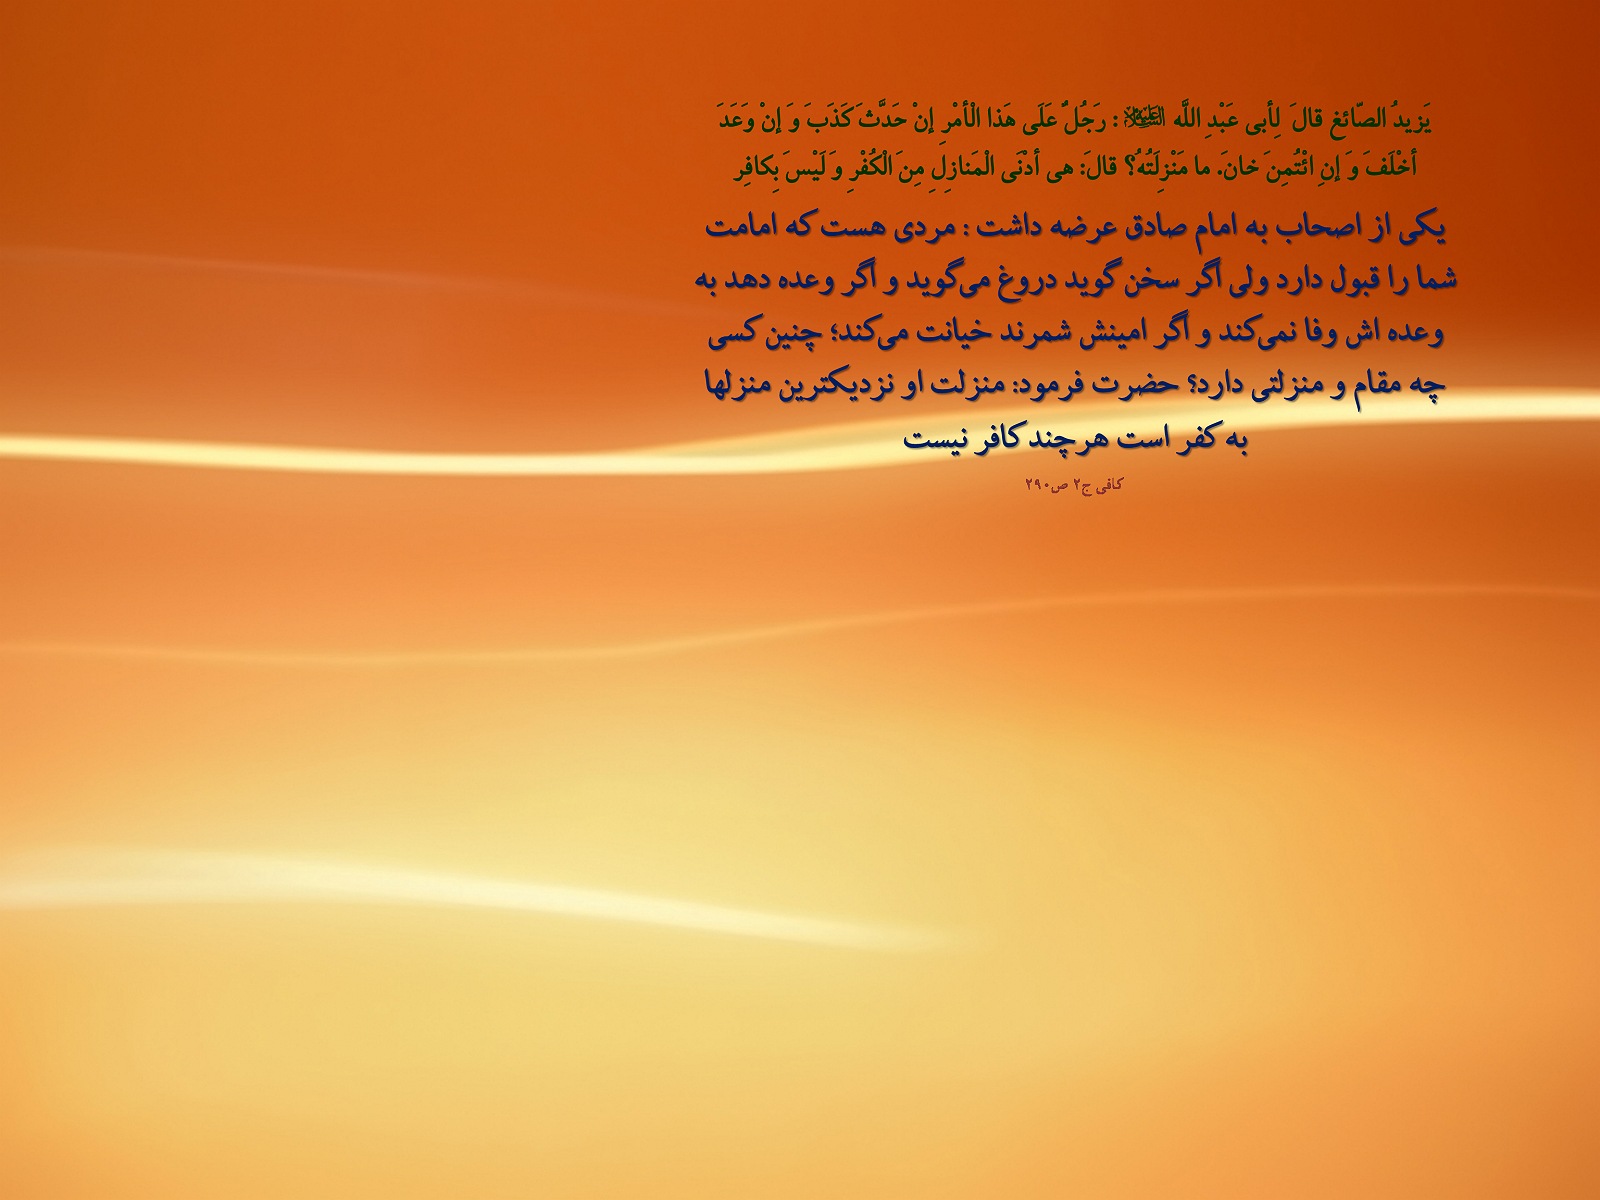 یَزیدُ الصّائِغِ قالَ لِأبی عَبْدِ اللَّه علیه‌السلام : رَجُلٌ عَلَی هَذا الْأمْرِ إنْ حَدَّثَ کَذَبَ وَ إنْ وَعَدَ
أخْلَفَ وَ إنِ ائْتُمِنَ خانَ. ما مَنْزِلَتُهُ؟ قالَ: هی أدْنَی الْمَنازِلِ مِنَ الْکُفْرِ وَ لَیْسَ بِکافِر
یکی از اصحاب به امام صادق عرضه داشت : مردی هست که امامت
شما را قبول دارد ولی اگر سخن گوید دروغ می‌گوید و اگر وعده دهد به
وعده اش وفا نمی‌کند و اگر امینش شمرند خیانت می‌کند؛ چنین کسی
چه مقام و منزلتی دارد؟ حضرت فرمود: منزلت او نزدیکترین منزلها
به کفر است هرچند کافر نیست
کافی ج۲ ص۲۹۰